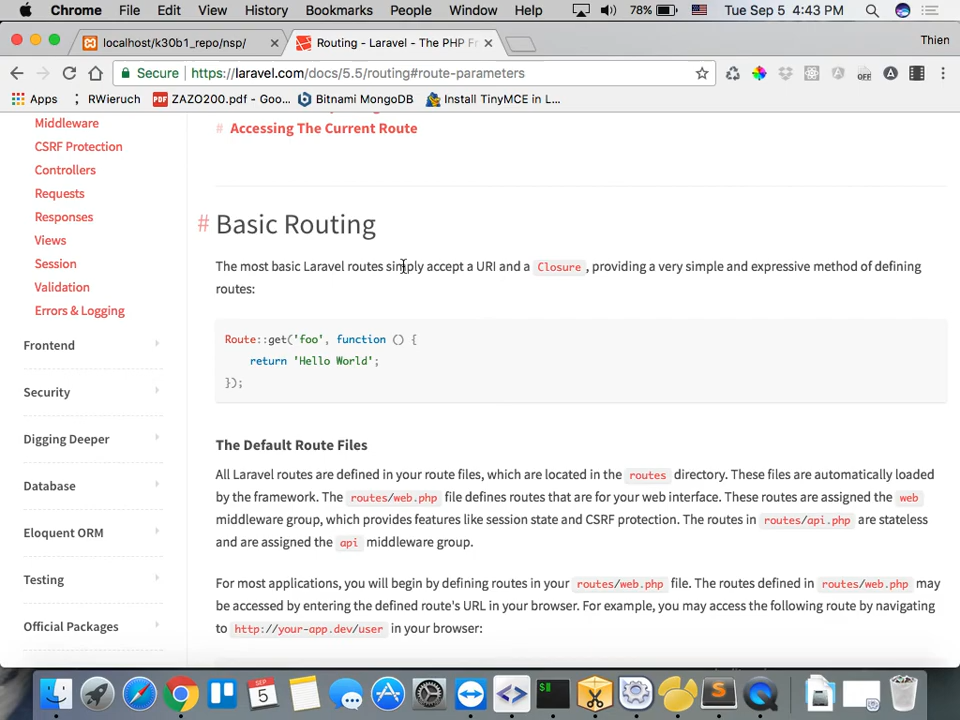 Chrome File Edit View History Bookmarks People Window Help 78% Tue Sep 5 4:43 PM
localhost/k30b1_repo/nsp/ Routing - Laravel - The PHP Fr Thien
Secure https://laravel.com/docs/5.5/routing#route-parameters OFF
Apps RWieruch PDF ZAZO200.pdf - Goo... Bitnami MongoDB Install TinyMCE in L...
Middleware
CSRF Protection
Controllers
Requests
Responses
Views
Session
Validation
Errors & Logging
Frontend
Security
Digging Deeper
Database
Eloquent ORM
Testing
Official Packages
# Accessing The Current Route
# Basic Routing
The most basic Laravel routes simply accept a URI and a Closure, providing a very simple and expressive method of defining
routes:
Route::get('foo', function () {
return 'Hello World';
});
The Default Route Files
All Laravel routes are defined in your route files, which are located in the routes directory. These files are automatically loaded
by the framework. The routes/web.php file defines routes that are for your web interface. These routes are assigned the web
middleware group, which provides features like session state and CSRF protection. The routes in routes/api.php are stateless
and are assigned the api middleware group.
For most applications, you will begin by defining routes in your routes/web.php file. The routes defined in routes/web.php may
be accessed by entering the defined route's URL in your browser. For example, you may access the following route by navigating
to http://your-app.dev/user in your browser:
SEP
5